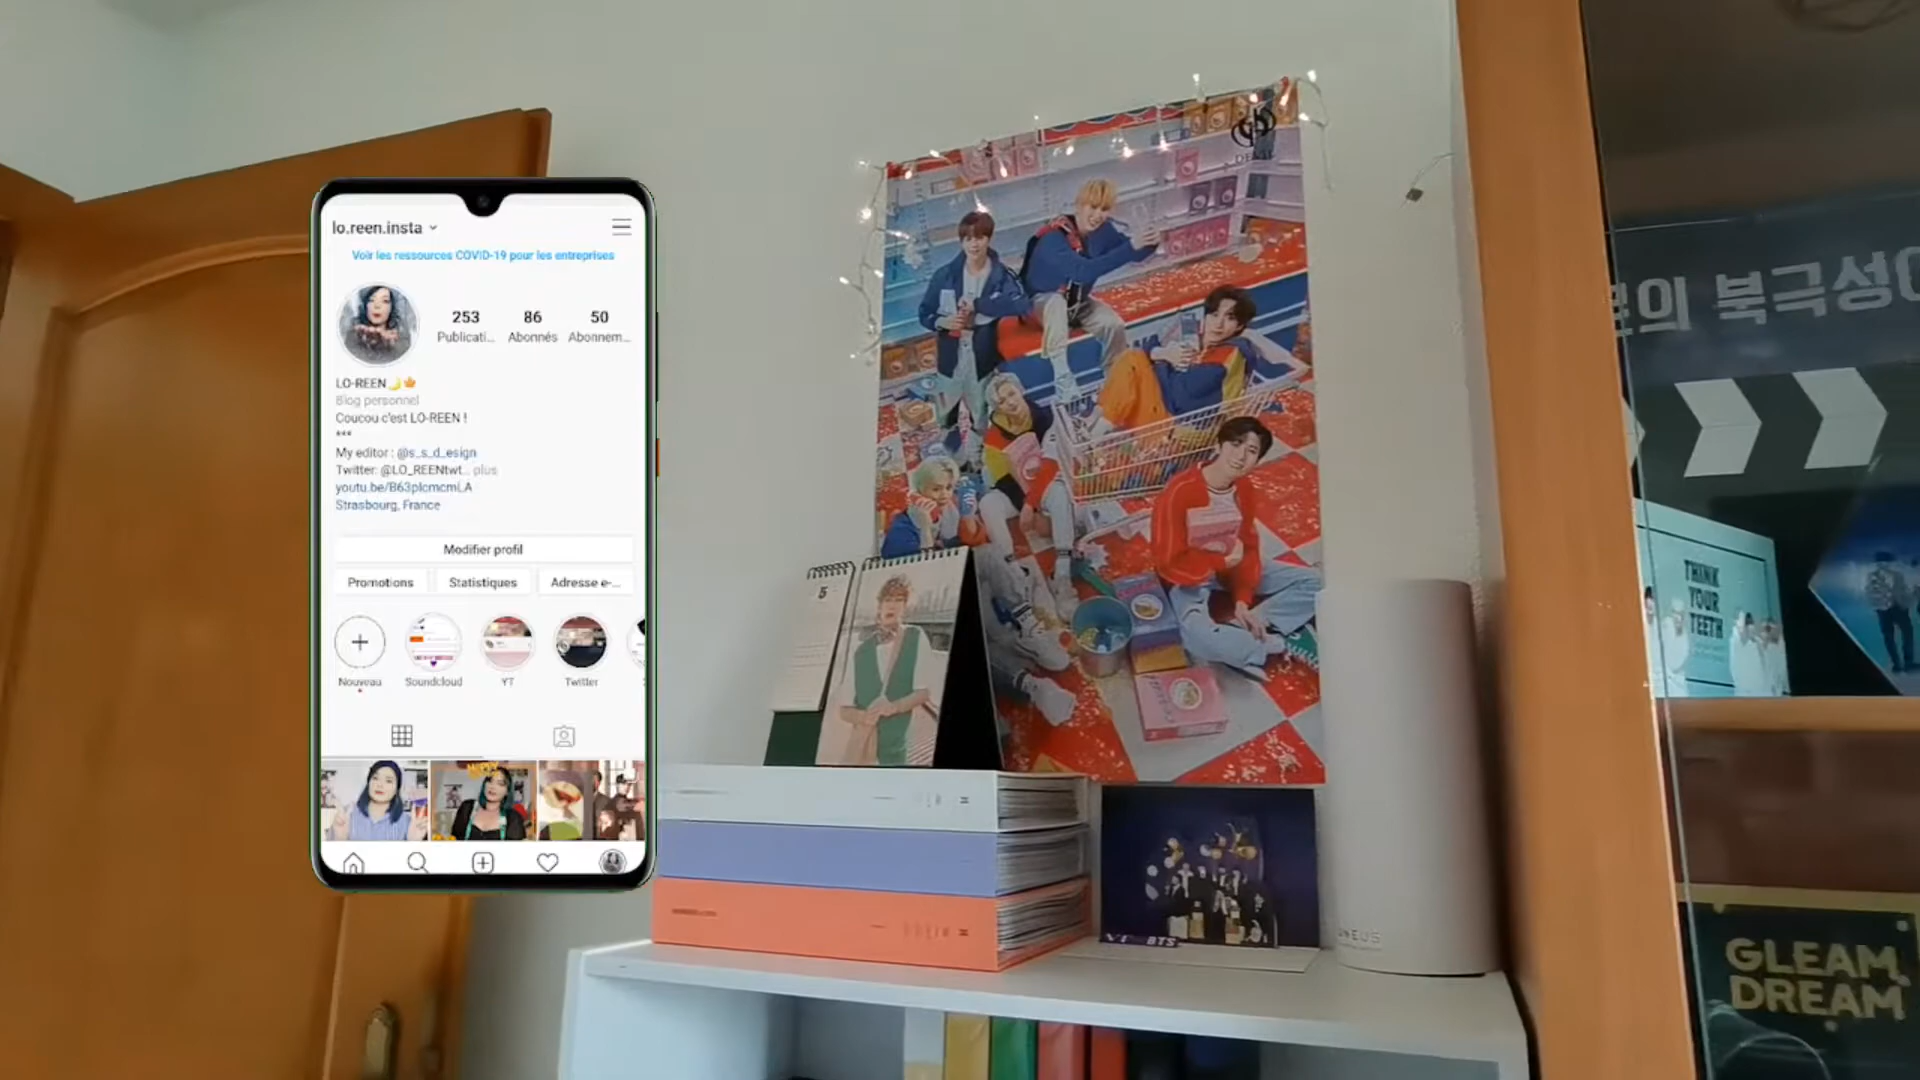 lo.reen.insta
Voir les ressources COVID-19 pour les entreprises
253 86 50
Publicati... Abonnés Abonnem...
LO-REEN
Blog personnel
Coucou c'est LO-REEN !
***
My editor : @s_s_d_esign
Twitter: @LO_REENtwt... plus
youtu.be/B63plcmcmLA
Strasbourg, France
Modifier profil
Promotions Statistiques Adresse e-...
Nouveau Soundcloud YT Twitter
5
BTS
북극성
THINK
YOUR
TEETH
GLEAM
DREAM